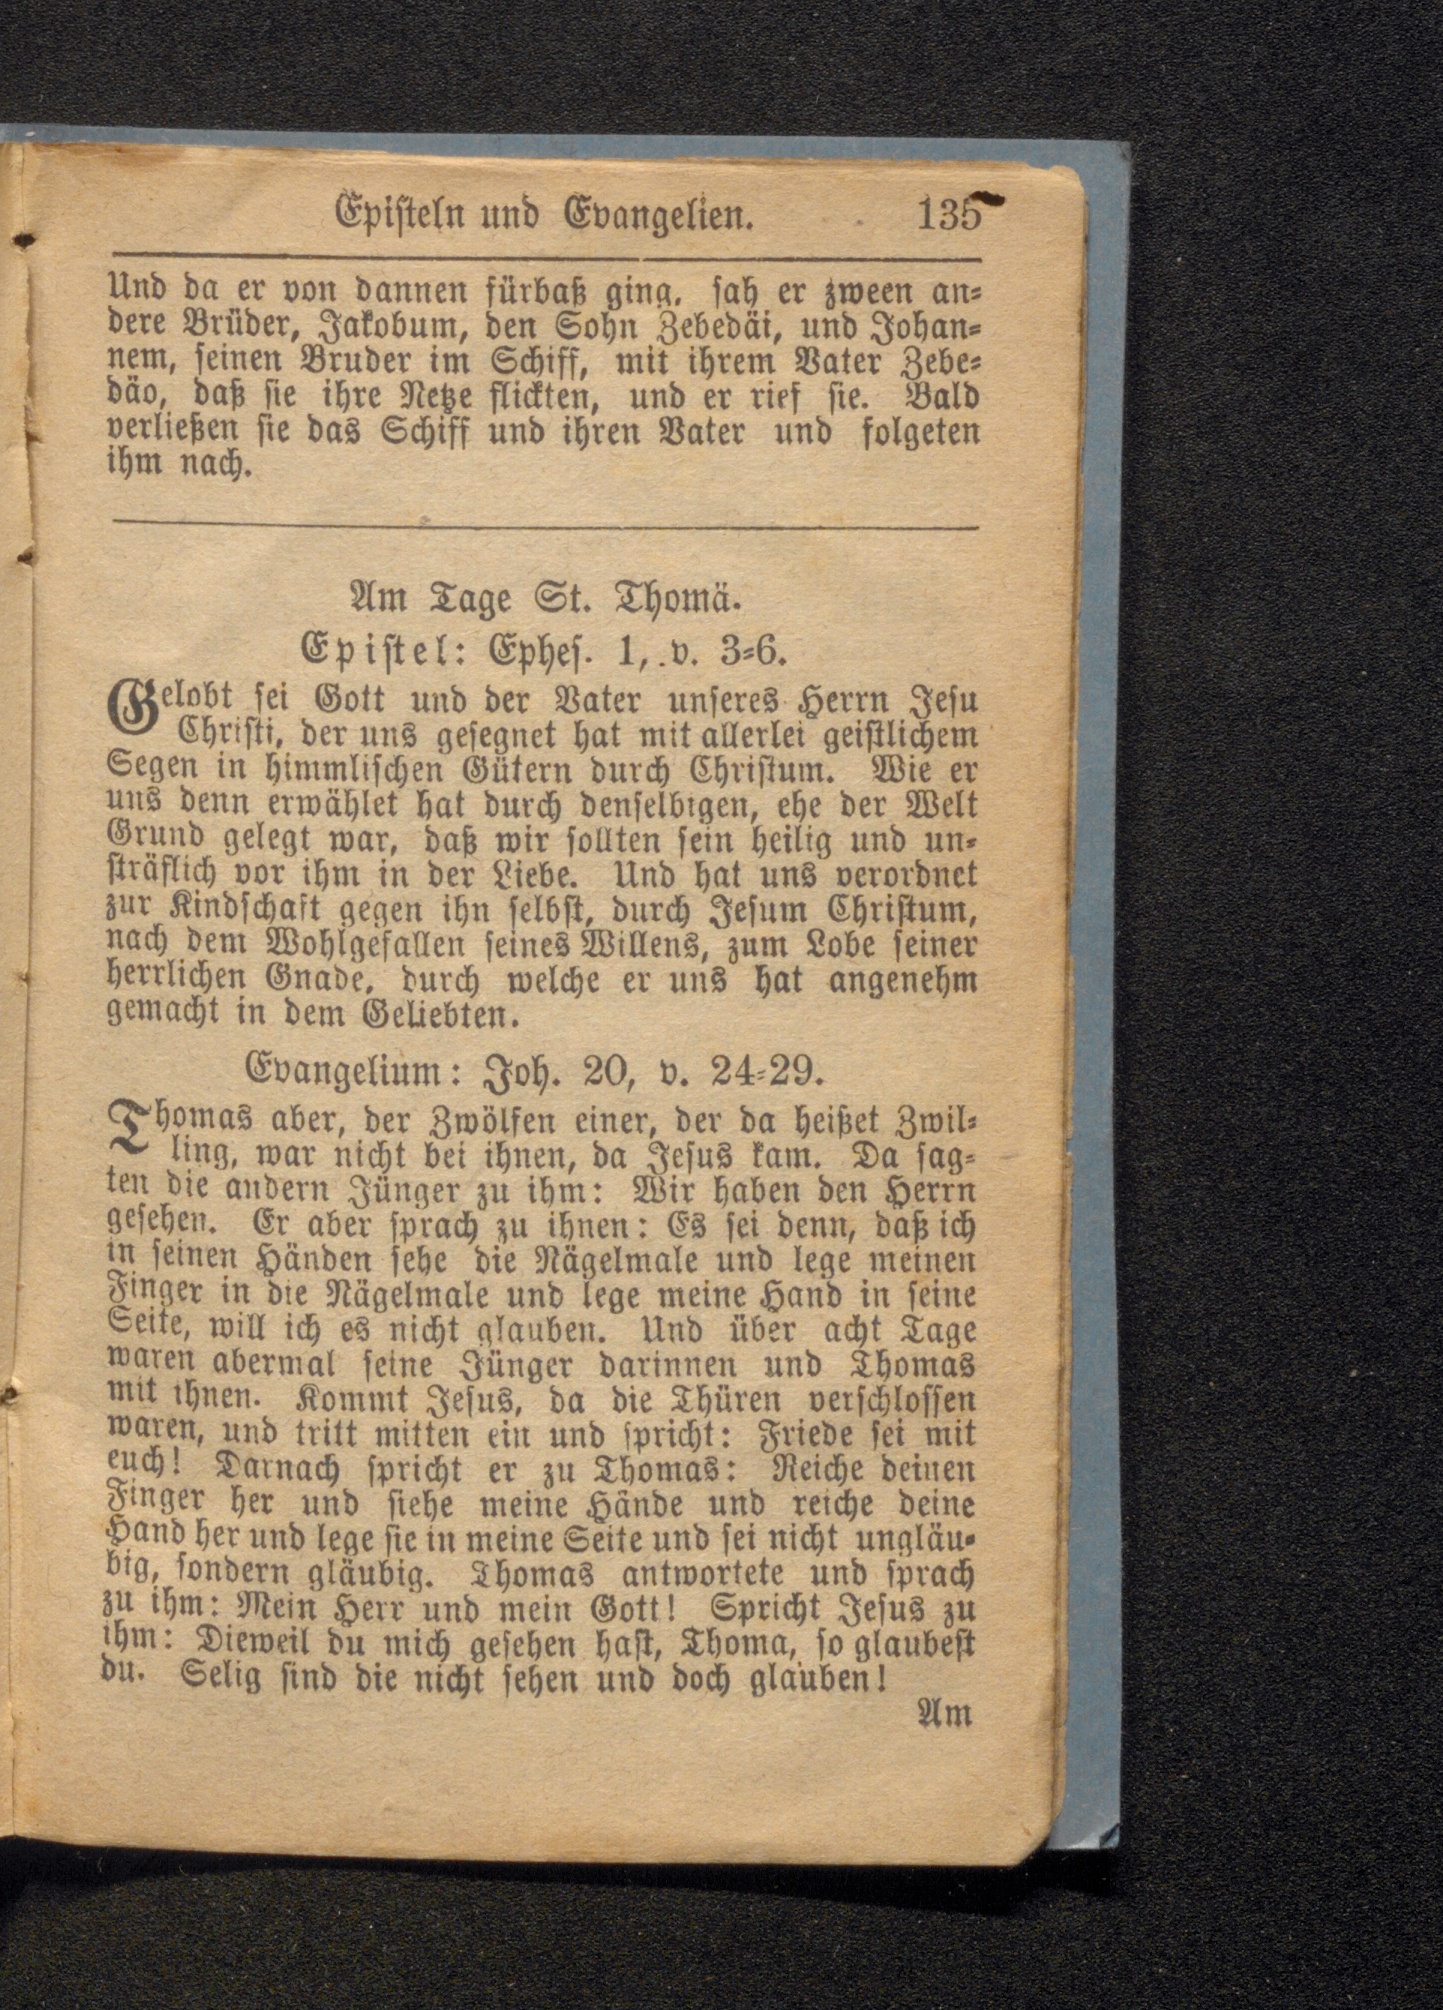 Episteln und Evangelien. 135
Und da er von dannen fürbaß ging, sah er zween an-
dere Brüder, Jakobum, den Sohn Zebedäi, und Johan-
nem, seinen Bruder im Schiff, mit ihrem Vater Zebe-
däo, daß sie ihre Netze flickten, und er rief sie. Bald
verließen sie das Schiff und ihren Vater und folgeten
ihm nach.
Am Tage St. Thomä.
Epistel: Ephes. 1, v. 3-6.
Gelobt sei Gott und der Vater unseres Herrn Jesu
Christi, der uns gesegnet hat mit allerlei geistlichem
Segen in himmlischen Gütern durch Christum. Wie er
uns denn erwählet hat durch denselbigen, ehe der Welt
Grund gelegt war, daß wir sollten sein heilig und un-
sträflich vor ihm in der Liebe. Und hat uns verordnet
zur Kindschaft gegen ihn selbst, durch Jesum Christum,
nach dem Wohlgefallen seines Willens, zum Lobe seiner
herrlichen Gnade, durch welche er uns hat angenehm
gemacht in dem Geliebten.
Evangelium: Joh. 20, v. 24-29.
Thomas aber, der Zwölfen einer, der da heißet Zwil-
ling, war nicht bei ihnen, da Jesus kam. Da sag-
ten die andern Jünger zu ihm: Wir haben den Herrn
gesehen. Er aber sprach zu ihnen: Es sei denn, daß ich
in seinen Händen sehe die Nägelmale und lege meinen
Finger in die Nägelmale und lege meine Hand in seine
Seite, will ich es nicht glauben. Und über acht Tage
waren abermal seine Jünger darinnen und Thomas
mit ihnen. Kommt Jesus, da die Thüren verschlossen
waren, und tritt mitten ein und spricht: Friede sei mit
euch! Darnach spricht er zu Thomas: Reiche deinen
Finger her und siehe meine Hände und reiche deine
Hand her und lege sie in meine Seite und sei nicht ungläu-
big, sondern gläubig. Thomas antwortete und sprach
zu ihm: Mein Herr und mein Gott! Spricht Jesus zu
ihm: Dieweil du mich gesehen hast, Thoma, so glaubest
du. Selig sind die nicht sehen und doch glauben!
Am